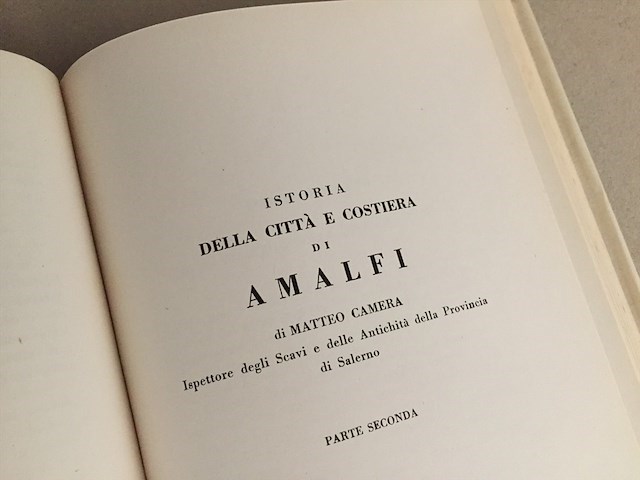 ISTORIA
DELLA CITTÀ E COSTIERA
DI
AMALFI
di MATTEO CAMERA
Ispettore degli Scavi e delle Antichità della Provincia
di Salerno
PARTE SECONDA